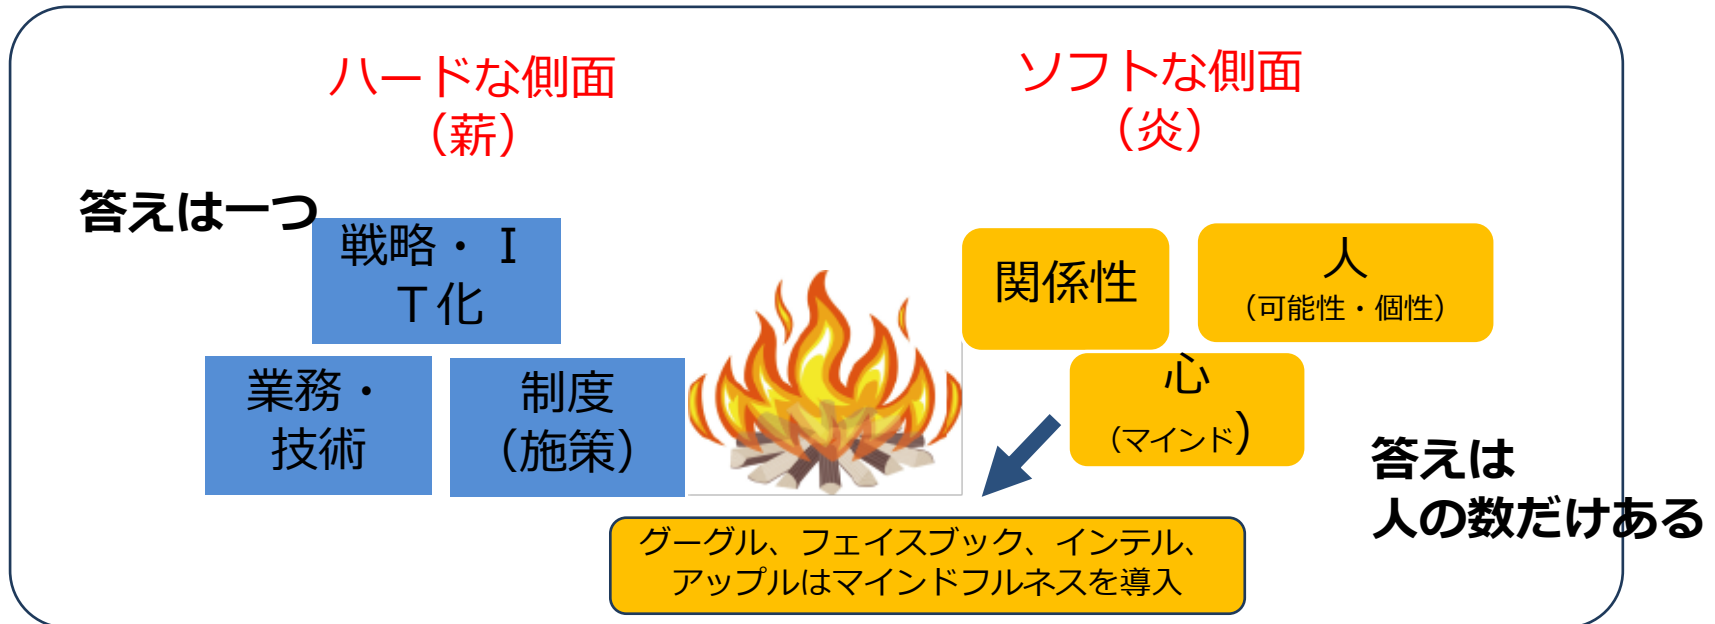 ハードな側面
（薪）
ソフトな側面
（炎）
答えは一つ
戦略・Ｉ
Ｔ化
業務・
技術
制度
（施策）
関係性
人
（可能性・個性）
心
（マインド）
答えは
人の数だけある
グーグル、フェイスブック、インテル、
アップルはマインドフルネスを導入